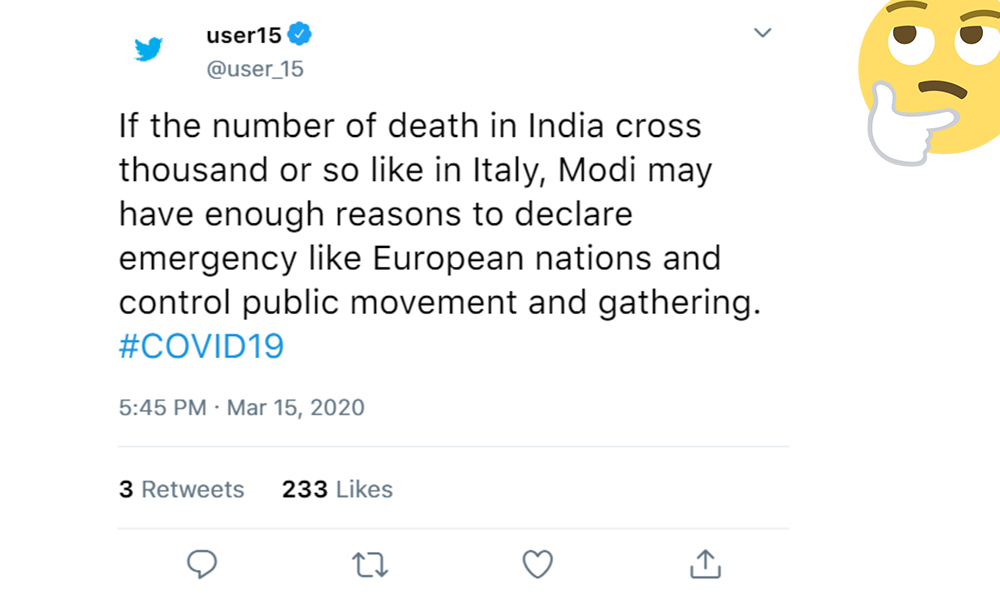 user15
@user_15
If the number of death in India cross
thousand or so like in Italy, Modi may
have enough reasons to declare
emergency like European nations and
control public movement and gathering.
#COVID19
5:45 PM · Mar 15, 2020
3 Retweets 233 Likes